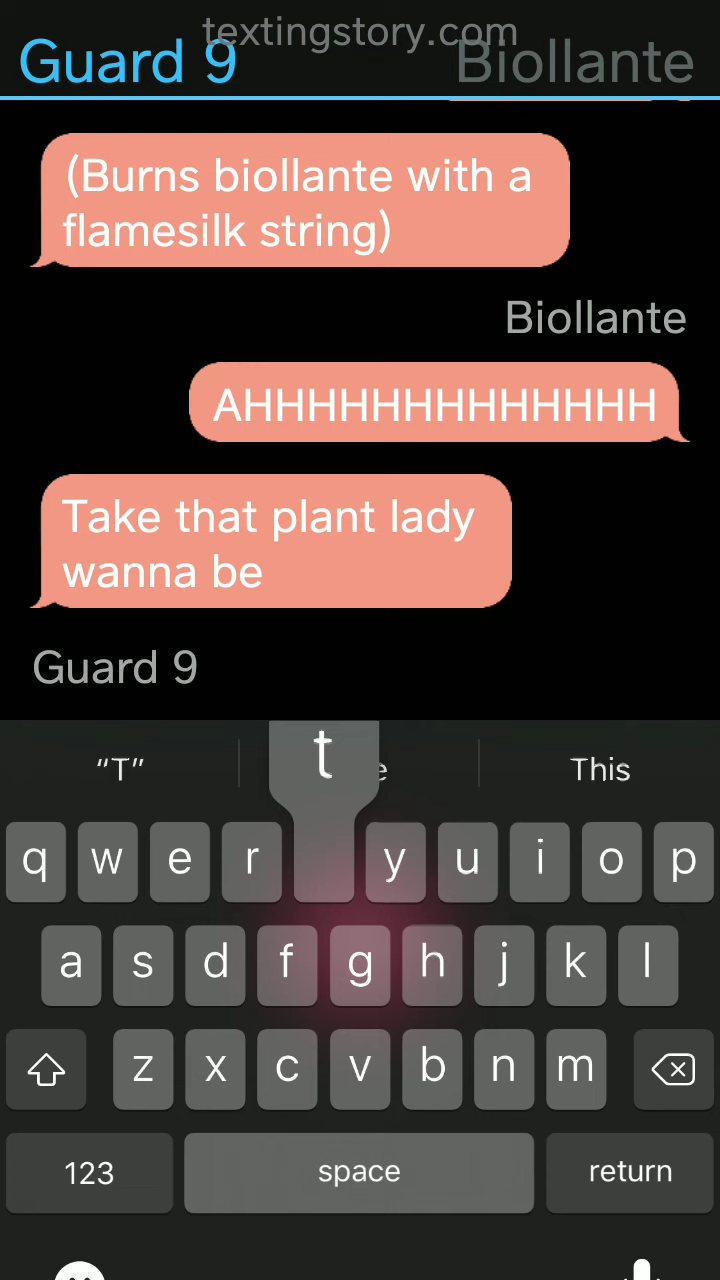 textingstory.com
Guard 9 Biollante
(Burns biollante with a
flamesilk string)
Biollante
AHHHHHHHHHHHHHH
Take that plant lady
wanna be
Guard 9
“T” This
t
q w e r y u i o p
a s d f g h j k l
z x c v b n m
123 space return